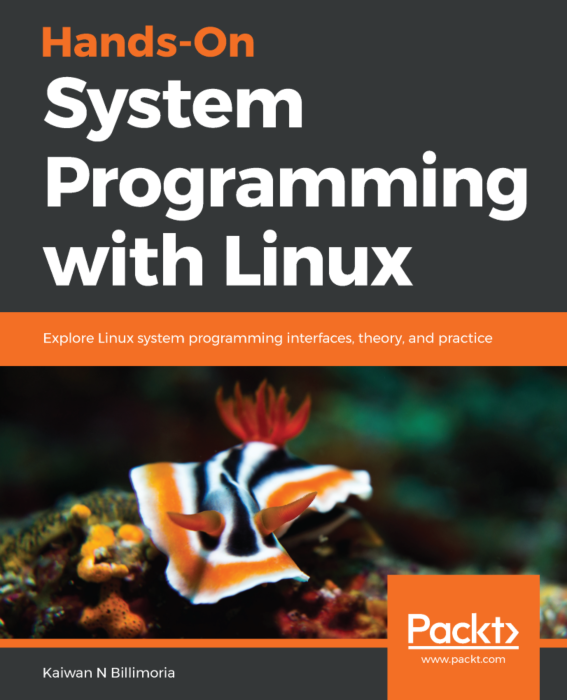 Hands-On
System
Programming
with Linux
Explore Linux system programming interfaces, theory, and practice
Packt>
www.packt.com
Kaiwan N Billimoria